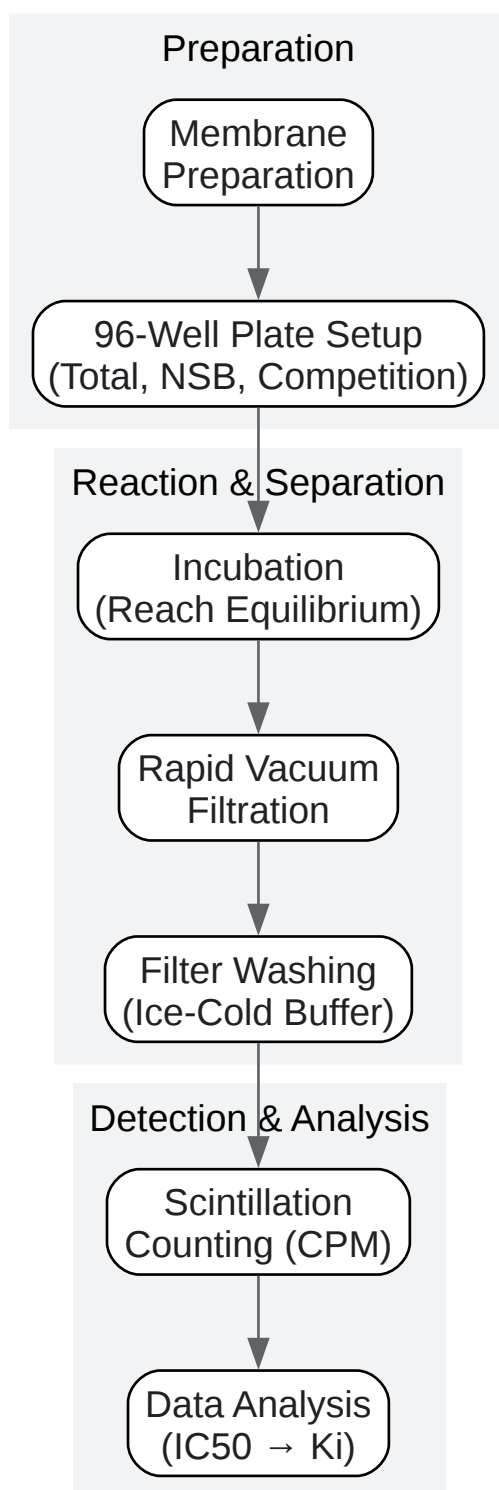 Preparation
Membrane
Preparation
96-Well Plate Setup
(Total, NSB, Competition)
Reaction & Separation
Incubation
(Reach Equilibrium)
Rapid Vacuum
Filtration
Filter Washing
(Ice-Cold Buffer)
Detection & Analysis
Scintillation
Counting (CPM)
Data Analysis
(IC50 → Ki)